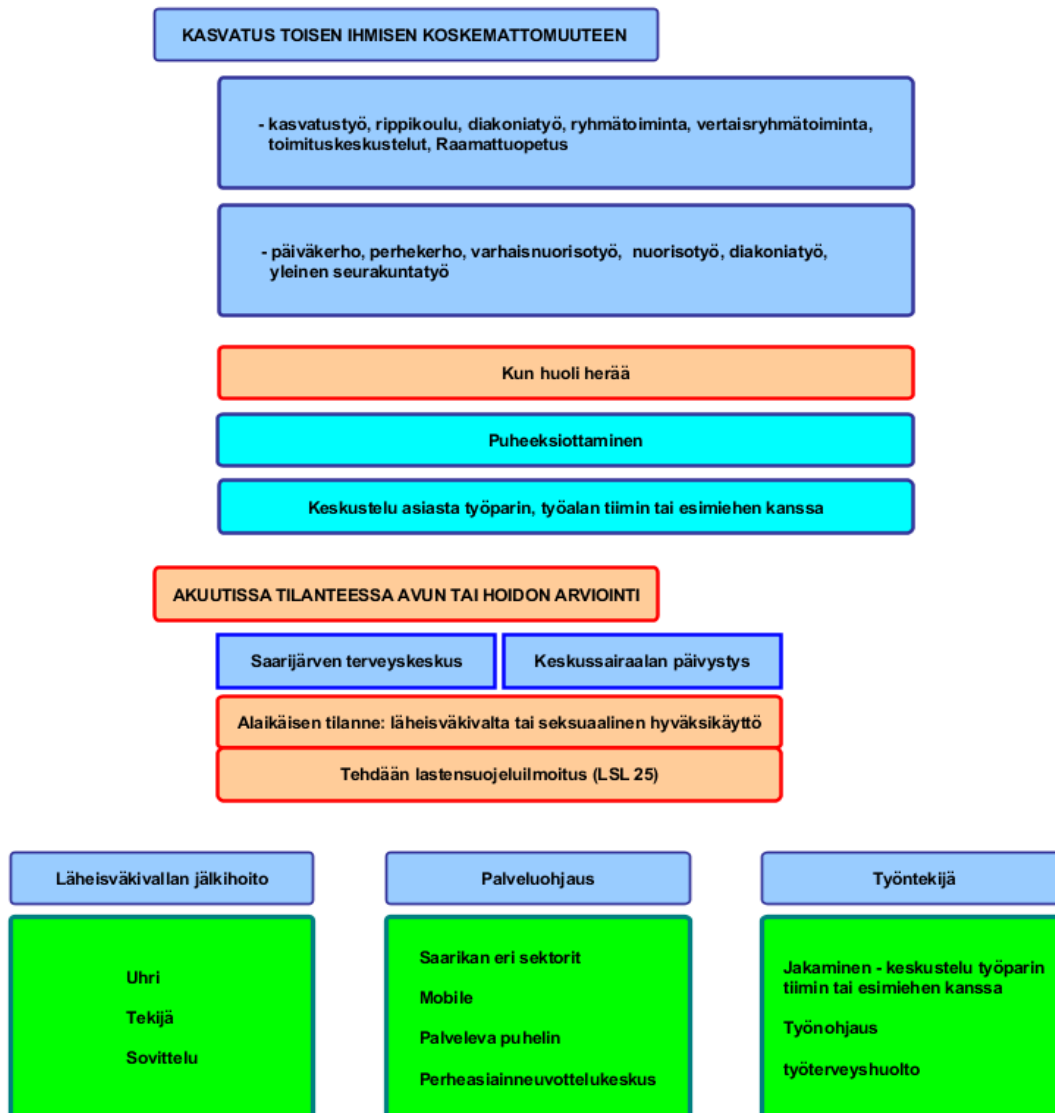 KASVATUS TOISEN IHMISEN KOSKEMATTOMUUTEEN
- kasvatustyö, rippikoulu, diakoniatyö, ryhmätoiminta, vertaisryhmätoiminta,
toimituskeskustelut, Raamattuopetus
- päiväkerho, perhekerho, varhaisnuorisotyö, nuorisotyö, diakoniatyö,
yleinen seurakuntatyö
Kun huoli herää
Puheeksiottaminen
Keskustelu asiasta työparin, työalan tiimin tai esimiehen kanssa
AKUUTISSA TILANTEESSA AVUN TAI HOIDON ARVIOINTI
Saarijärven terveyskeskus
Keskussairaalan päivystys
Alaikäisen tilanne: läheisväkivalta tai seksuaalinen hyväksikäyttö
Tehdään lastensuojeluilmoitus (LSL 25)
Läheisväkivallan jälkihoito
Uhri
Tekijä
Sovittelu
Palveluohjaus
Saarikan eri sektorit
Mobile
Palveleva puhelin
Perheasiainneuvottelukeskus
Työntekijä
Jakaminen - keskustelu työparin
tiimin tai esimiehen kanssa
Työnohjaus
työterveyshuolto